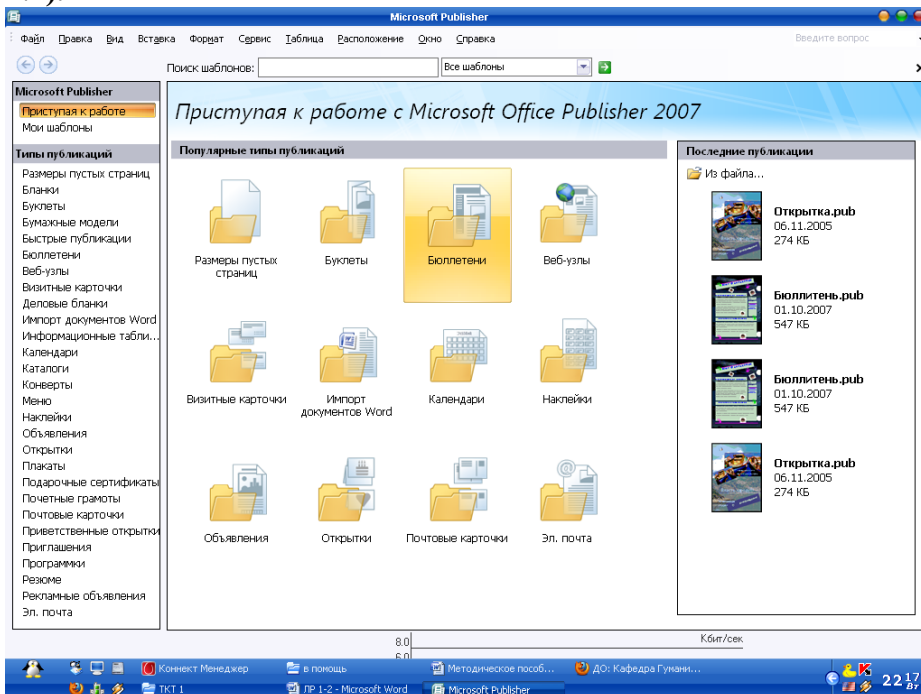 Microsoft Publisher
Файл Правка Вид Вставка Формат Сервис Таблица Расположение Окно Справка Введите вопрос
Поиск шаблонов: Все шаблоны
Microsoft Publisher
Приступая к работе
Мои шаблоны
Типы публикаций
Размеры пустых страниц
Бланки
Буклеты
Бумажные модели
Быстрые публикации
Бюллетени
Веб-узлы
Визитные карточки
Деловые бланки
Импорт документов Word
Информационные табли...
Календари
Каталоги
Конверты
Меню
Наклейки
Объявления
Открытки
Плакаты
Подарочные сертификаты
Почетные грамоты
Почтовые карточки
Приветственные открытки
Приглашения
Программки
Резюме
Рекламные объявления
Эл. почта
Приступая к работе с Microsoft Office Publisher 2007
Популярные типы публикаций
Размеры пустых страниц
Буклеты
Бюллетени
Веб-узлы
Визитные карточки
Импорт документов Word
Календари
Наклейки
Объявления
Открытки
Почтовые карточки
Эл. почта
Последние публикации
Из файла...
Открытка.pub
06.11.2005
274 КБ
Бюллитень.pub
01.10.2007
547 КБ
Бюллитень.pub
01.10.2007
547 КБ
Открытка.pub
06.11.2005
274 КБ
8.0 Кбит/сек
Коннект Менеджер
в помощь
Методическое пособ...
ДО: Кафедра Гумани...
ТКТ 1
ЛР 1-2 - Microsoft Word
Microsoft Publisher
22 17
Вт